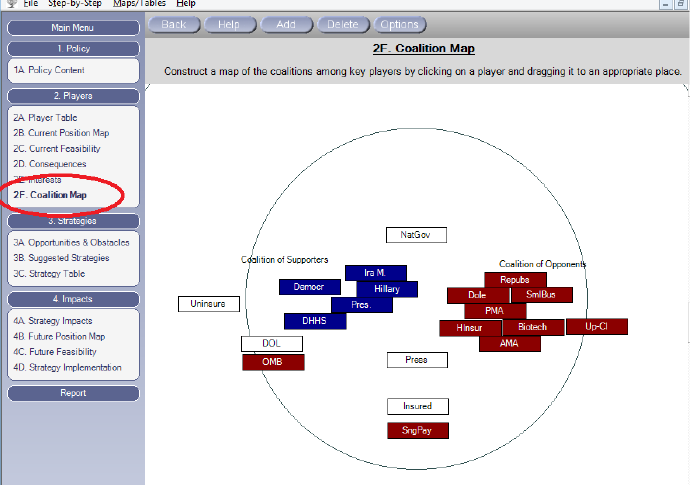 File Step-by-Step Maps/Tables Help
Main Menu
1. Policy
1A. Policy Content
2. Players
2A. Player Table
2B. Current Position Map
2C. Current Feasibility
2D. Consequences
2E. Interests
2F. Coalition Map
3. Strategies
3A. Opportunities & Obstacles
3B. Suggested Strategies
3C. Strategy Table
4. Impacts
4A. Strategy Impacts
4B. Future Position Map
4C. Future Feasibility
4D. Strategy Implementation
Report
Back Help Add Delete Options
2F. Coalition Map
Construct a map of the coalitions among key players by clicking on a player and dragging it to an appropriate place.
NatGov
Coalition of Supporters
Coalition of Opponents
Ira M.
Democr
Hillary
Pres.
DHHS
Repubs
Dole
SmlBus
PMA
HInsur
Biotech
Up-Cl
AMA
Uninsure
DOL
OMB
Press
Insured
SngPay